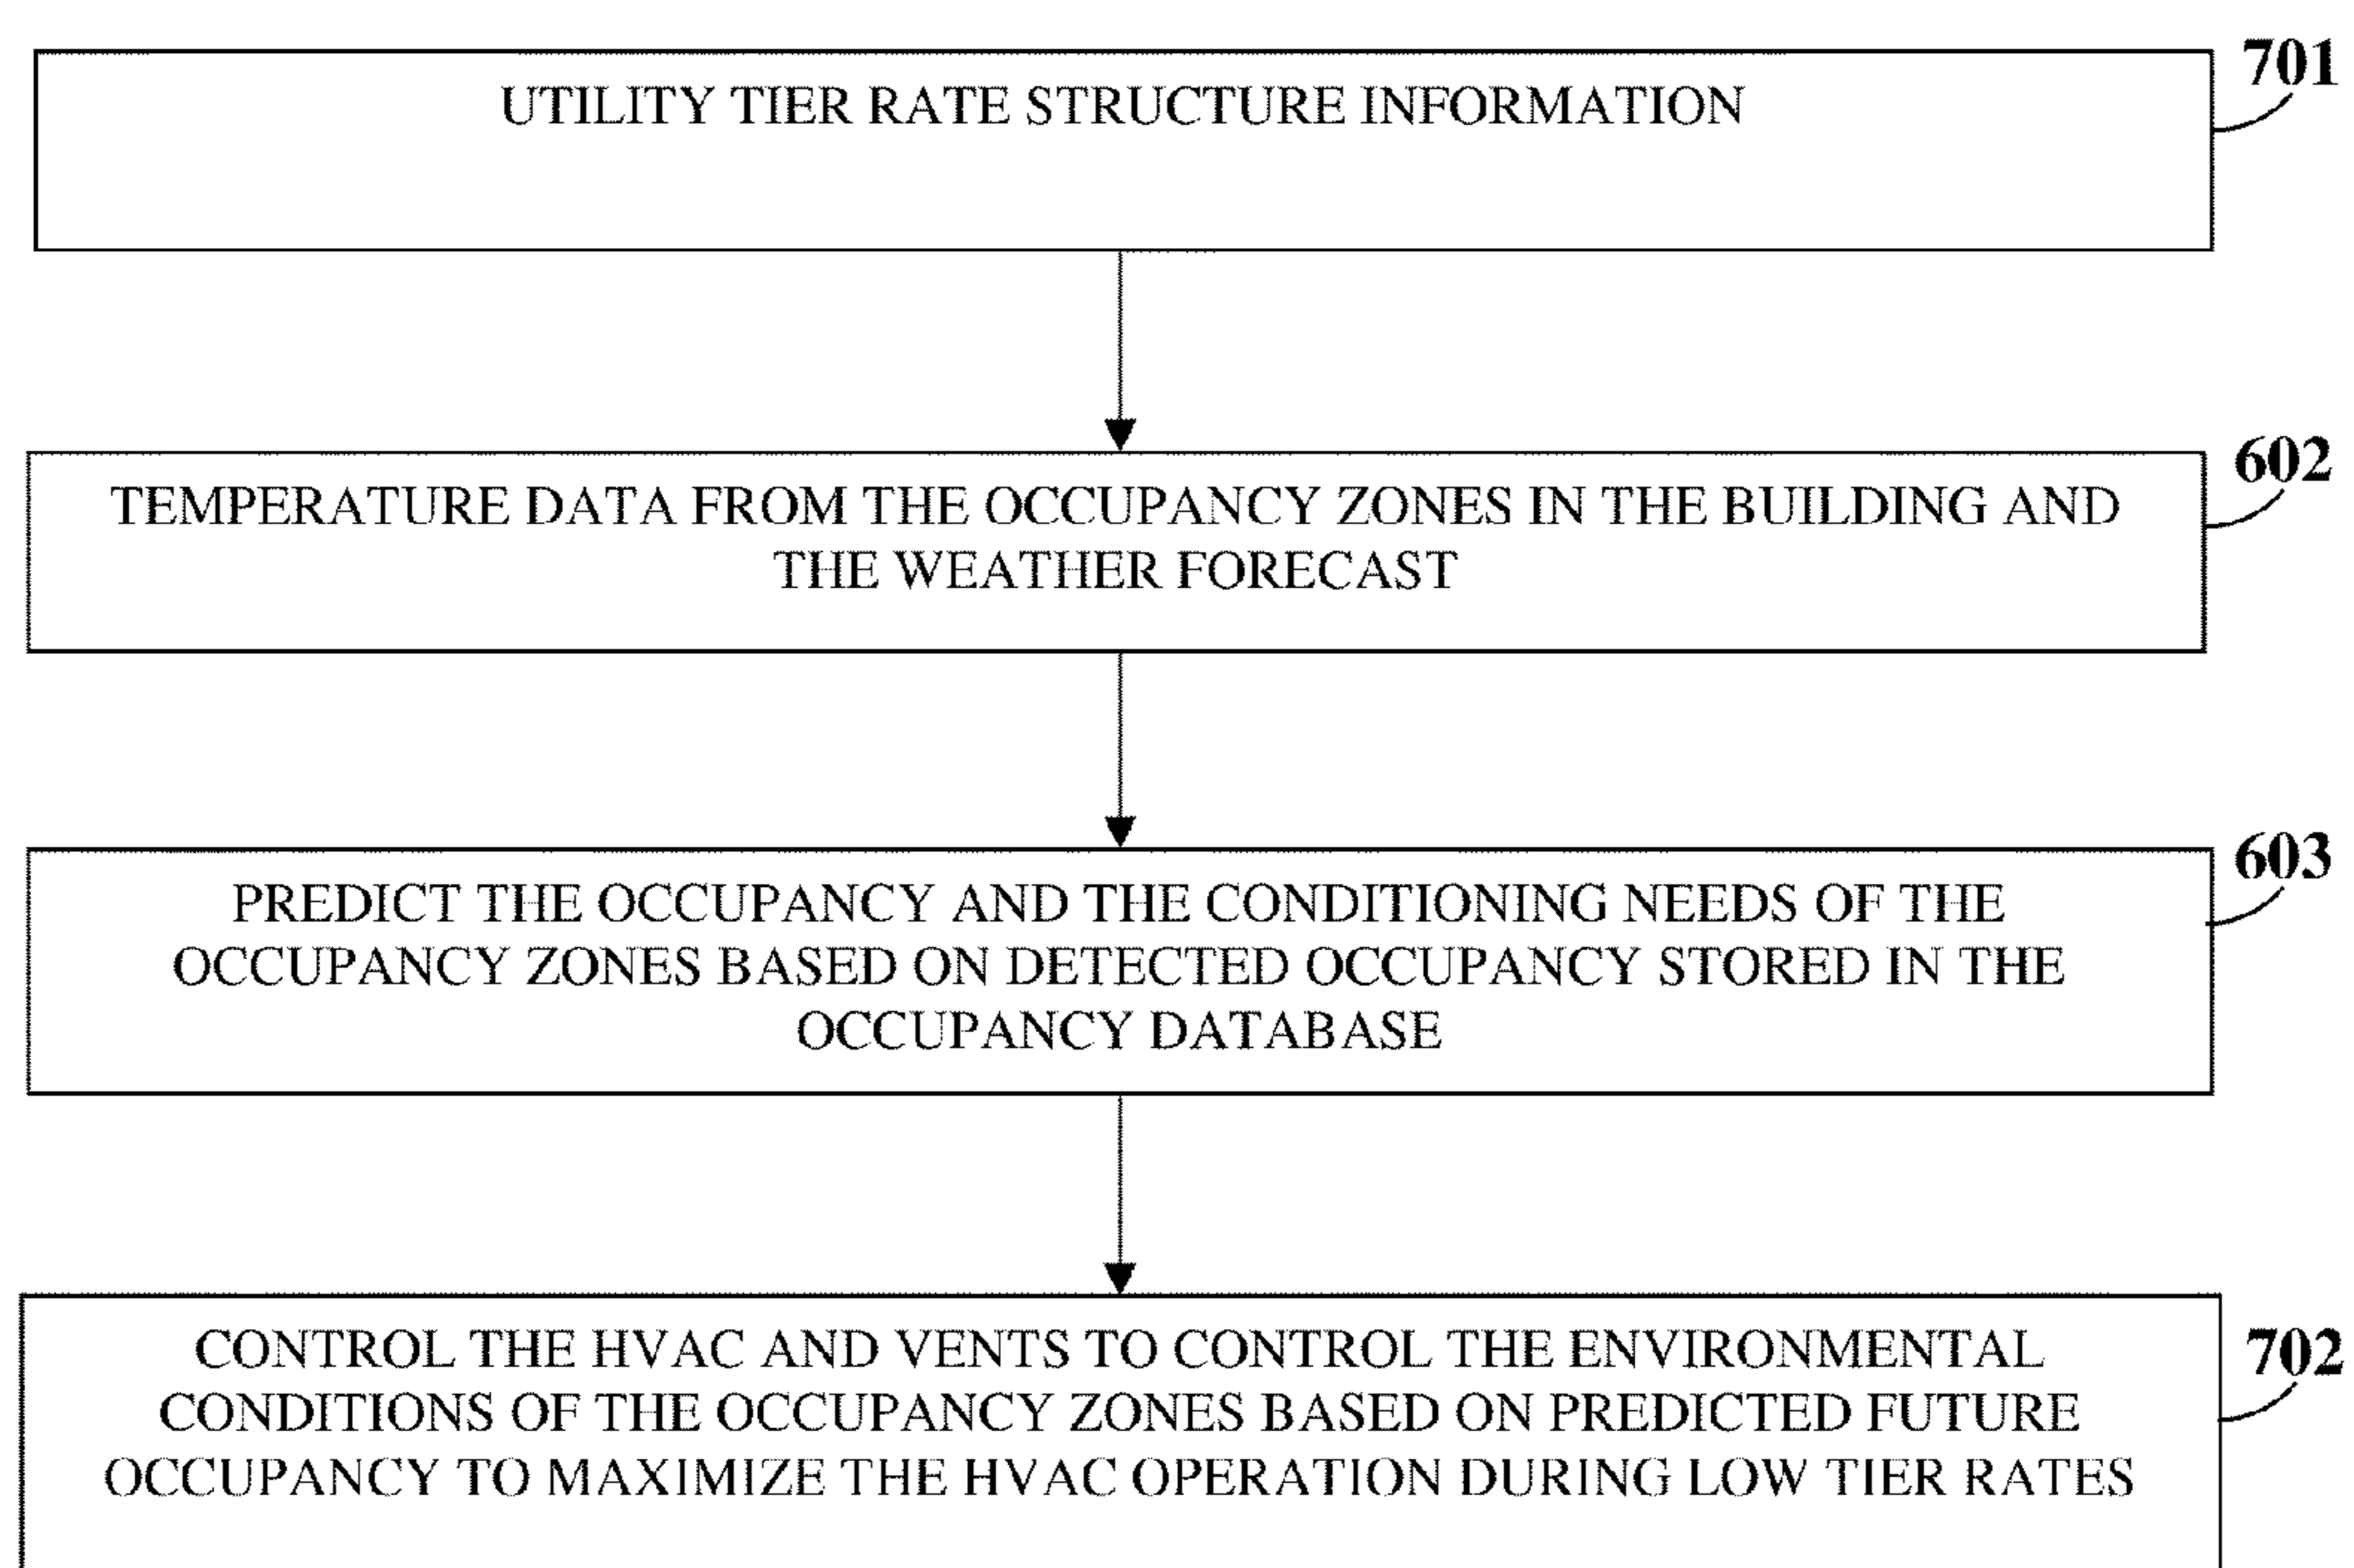 701
UTILITY TIER RATE STRUCTURE INFORMATION
602
TEMPERATURE DATA FROM THE OCCUPANCY ZONES IN THE BUILDING AND
THE WEATHER FORECAST
603
PREDICT THE OCCUPANCY AND THE CONDITIONING NEEDS OF THE
OCCUPANCY ZONES BASED ON DETECTED OCCUPANCY STORED IN THE
OCCUPANCY DATABASE
702
CONTROL THE HVAC AND VENTS TO CONTROL THE ENVIRONMENTAL
CONDITIONS OF THE OCCUPANCY ZONES BASED ON PREDICTED FUTURE
OCCUPANCY TO MAXIMIZE THE HVAC OPERATION DURING LOW TIER RATES